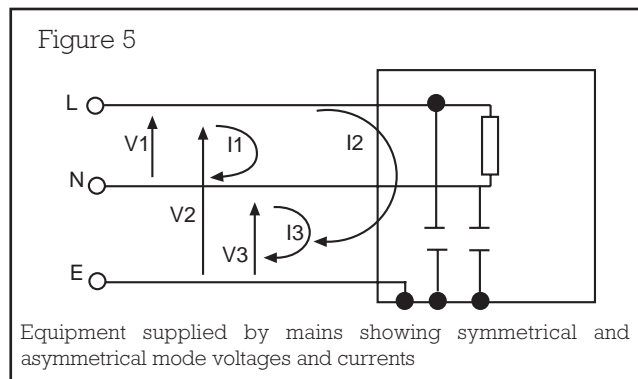 Figure 5
L
V1
I1
I2
N
V2
V3
I3
E
Equipment supplied by mains showing symmetrical and
asymmetrical mode voltages and currents